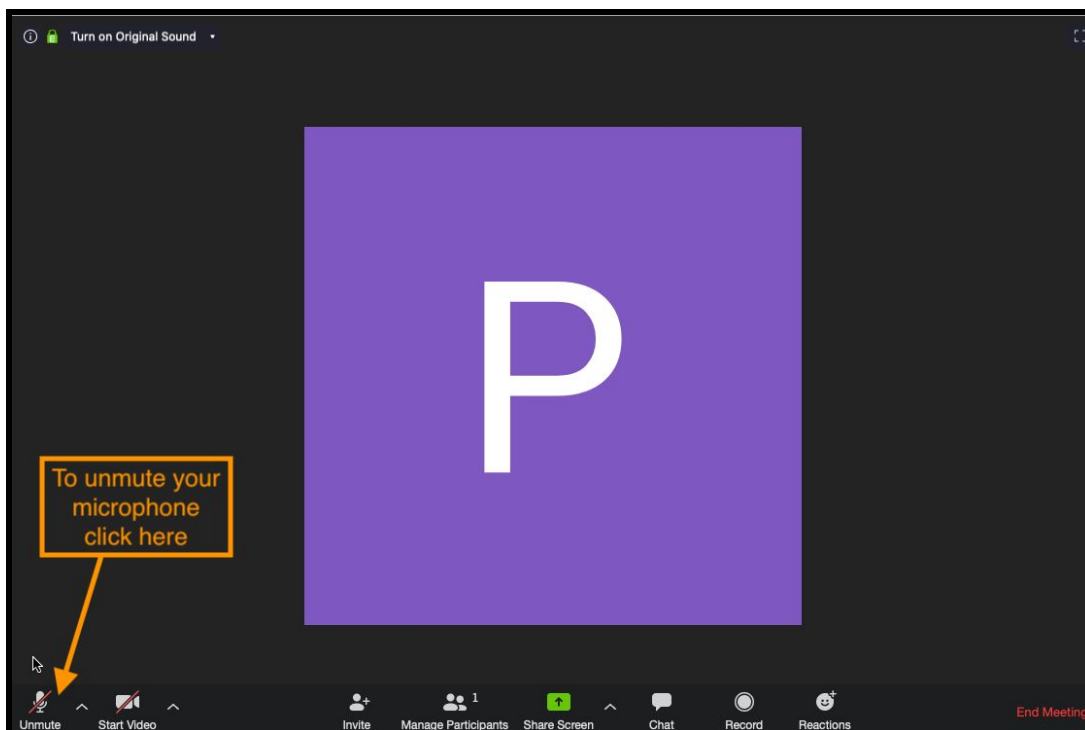 Turn on Original Sound
P
To unmute your
microphone
click here
Unmute Start Video Invite Manage Participants 1 Share Screen Chat Record Reactions End Meeting